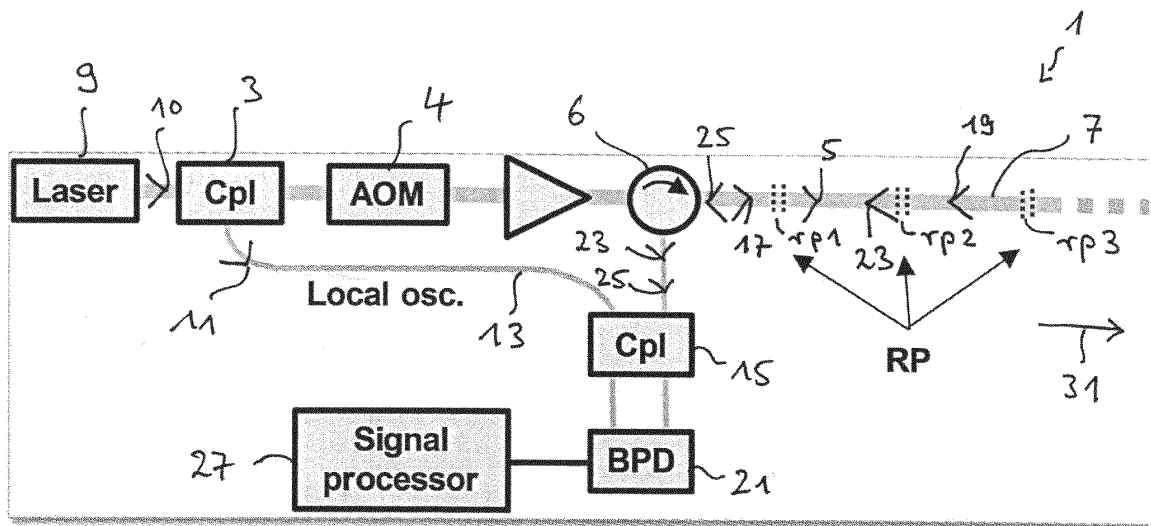 1
9 10 3 4 6 25 5 19 7
Laser Cpl AOM
17 rp1 23 rp2 rp3
23
25
11 Local osc. 13
Cpl 15
RP
31
27 Signal processor BPD 21